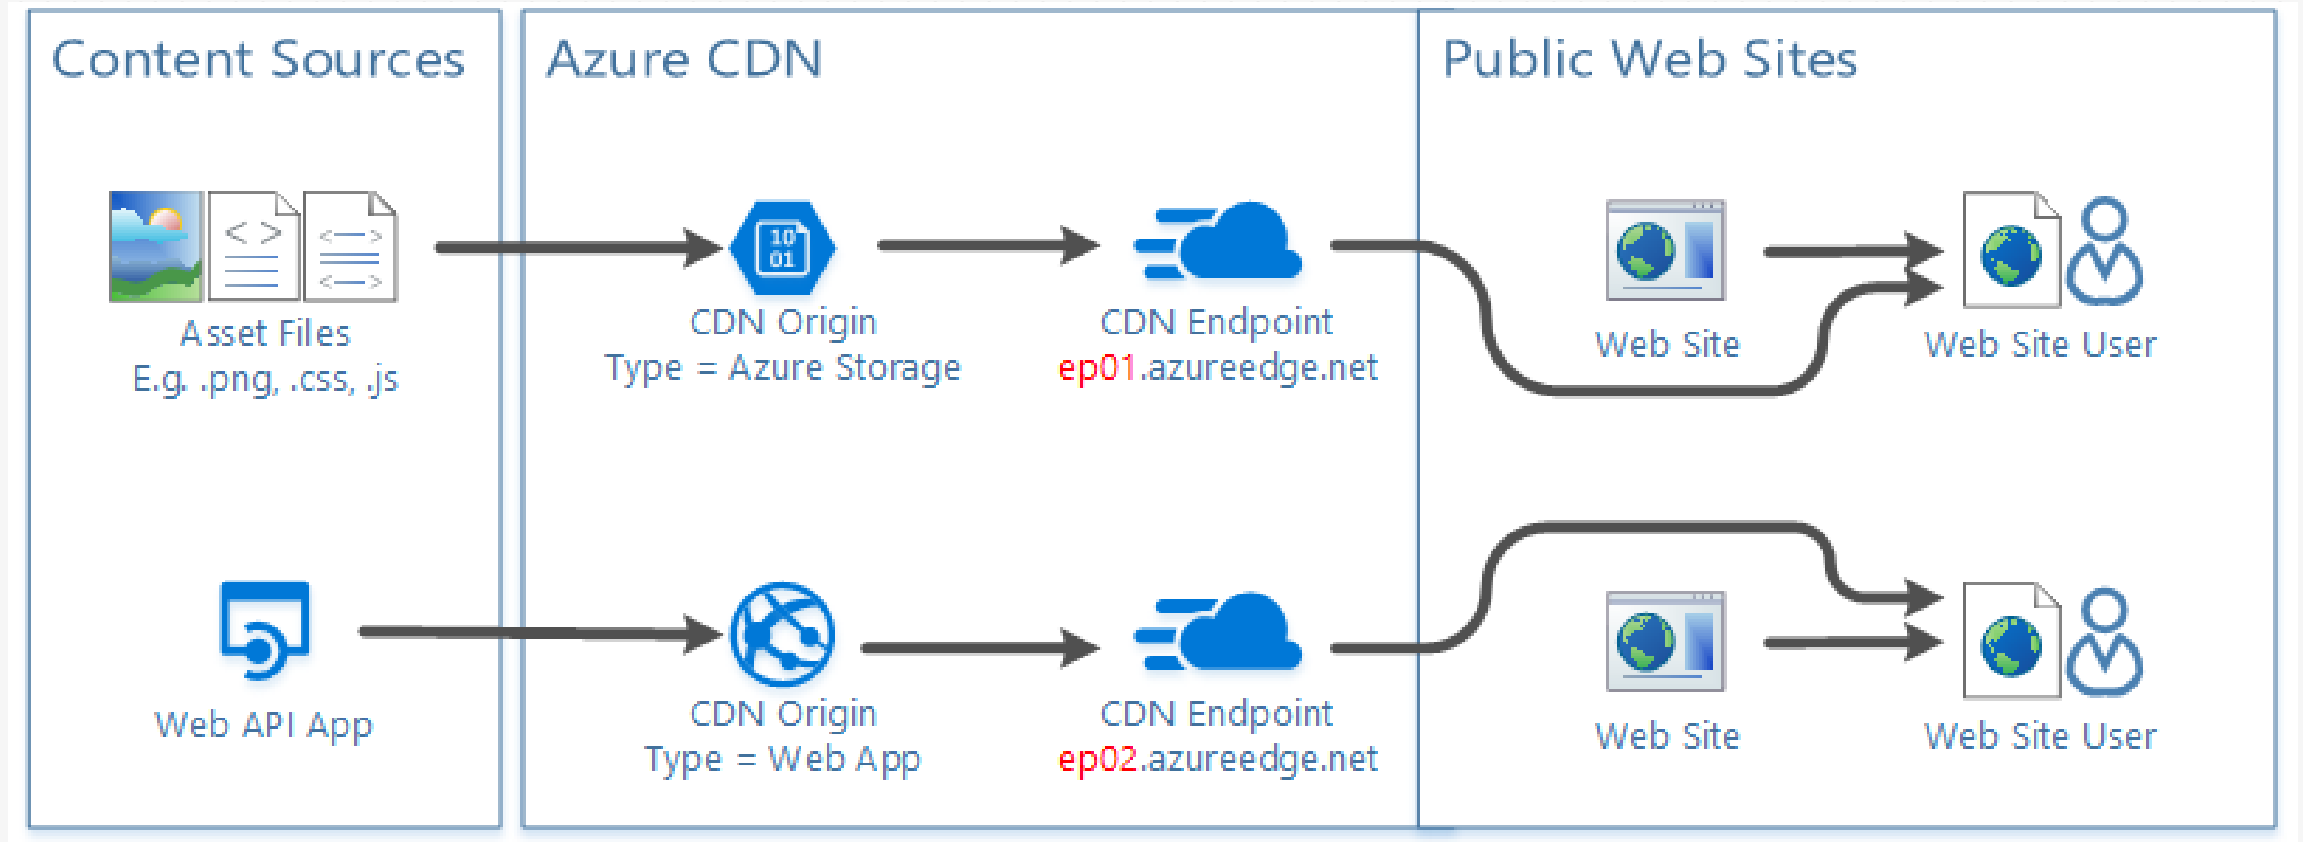 Content Sources
Azure CDN
Public Web Sites
10
01
Asset Files
E.g. .png, .css, .js
CDN Origin
Type = Azure Storage
CDN Endpoint
ep01.azureedge.net
Web Site
Web Site User
Web API App
CDN Origin
Type = Web App
CDN Endpoint
ep02.azureedge.net
Web Site
Web Site User